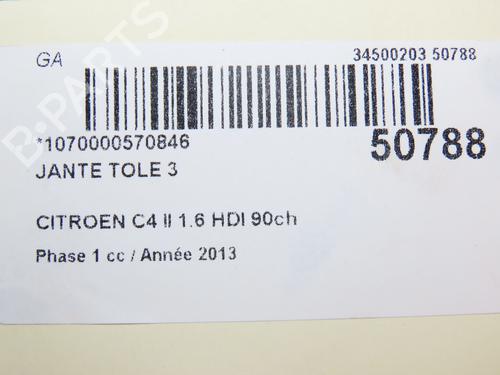 GA
34500203 50788
*1070000570846
50788
JANTE TOLE 3
CITROEN C4 II 1.6 HDI 90ch
Phase 1 cc / Année 2013
B-PARTS